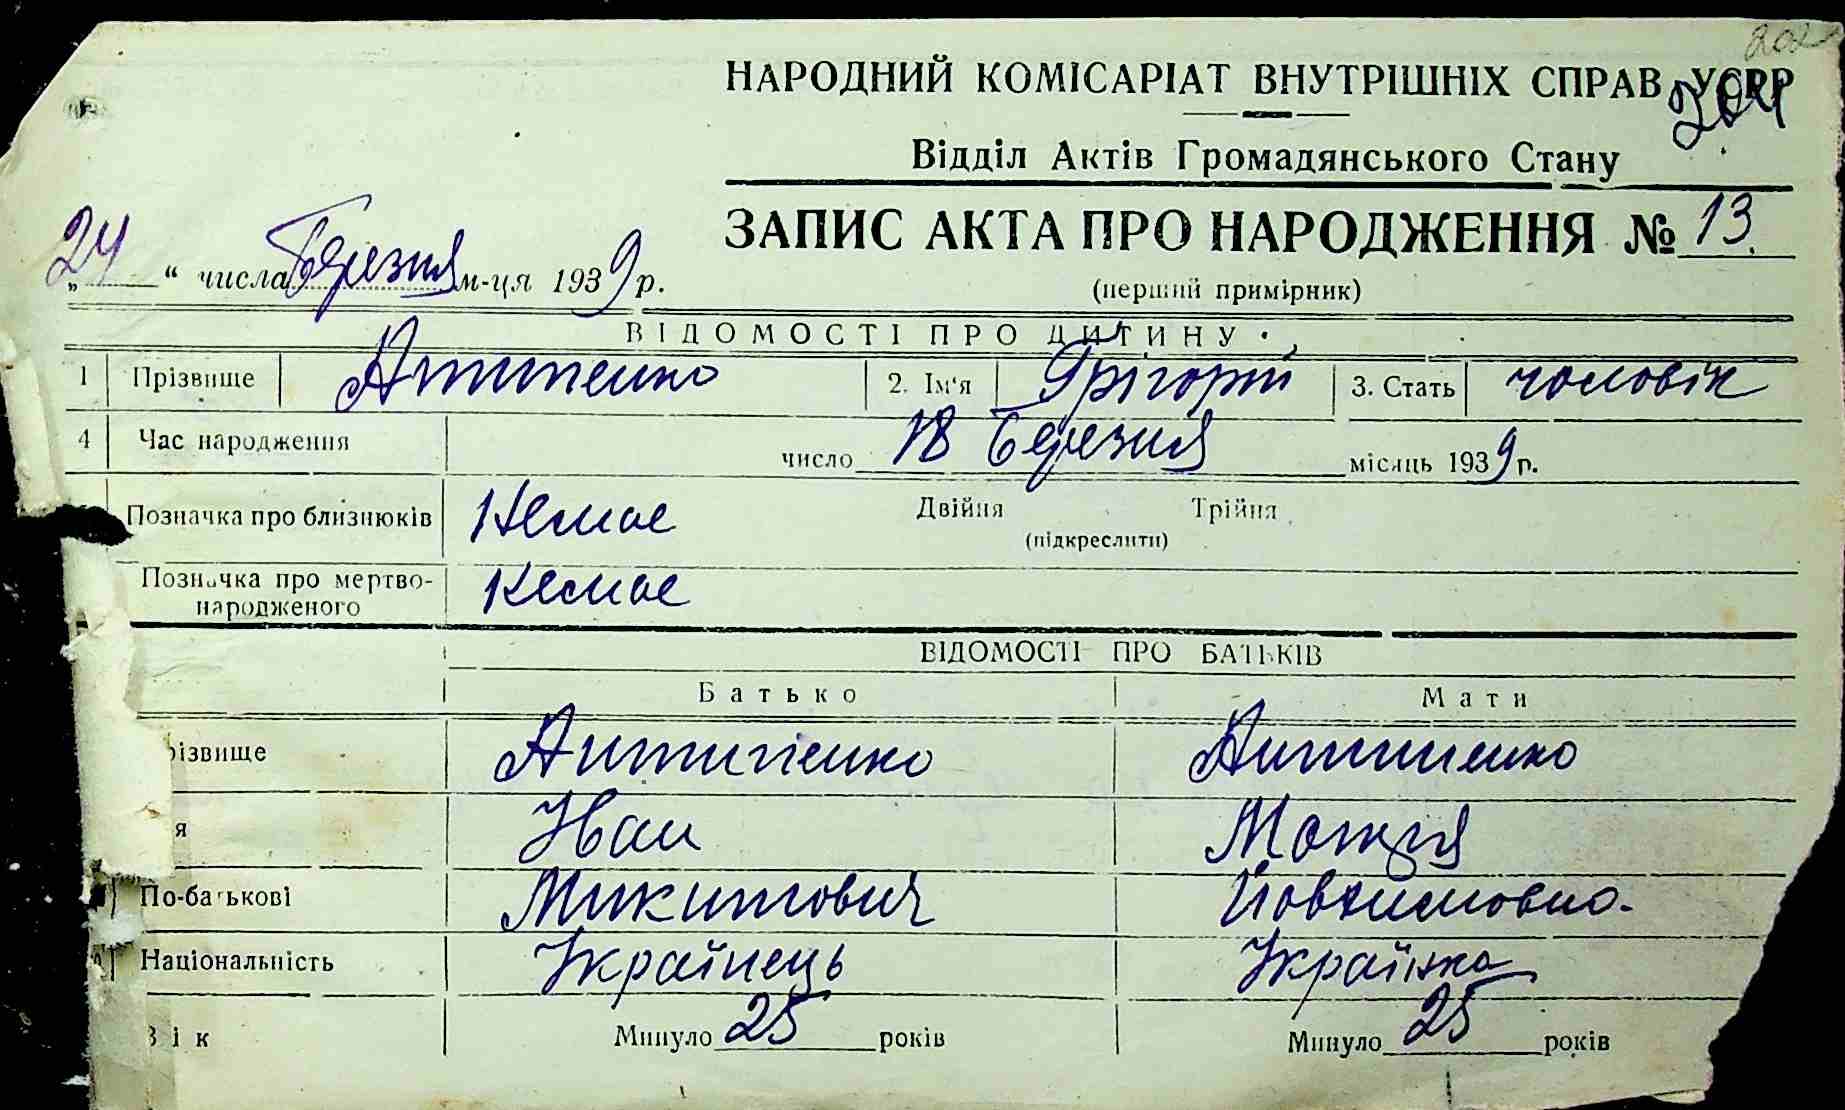 202
НАРОДНИЙ КОМІСАРІАТ ВНУТРІШНІХ СПРАВ УСРР
204
Відділ Актів Громадянського Стану
ЗАПИС АКТА ПРО НАРОДЖЕННЯ № 13.
(перший примірник)
„24“ числа Березня м-ця 1939 р.
ВІДОМОСТІ ПРО ДИТИНУ
1 Прізвище Антипенко 2. Ім'я Григорій 3. Стать чоловік
4 Час народження число 18 Березня місяць 1939 р.
Позначка про близнюків Немає Двійня Трійня
(підкреслити)
Позначка про мертво-
народженого Немає
ВІДОМОСТІ ПРО БАТЬКІВ
Батько Мати
різвище Антипенко Антипенко
я Іван Мотря
По-батькові Микитович Йовхимовна.
Національність Українець Українка
Вік Минуло 25 років Минуло 25 років